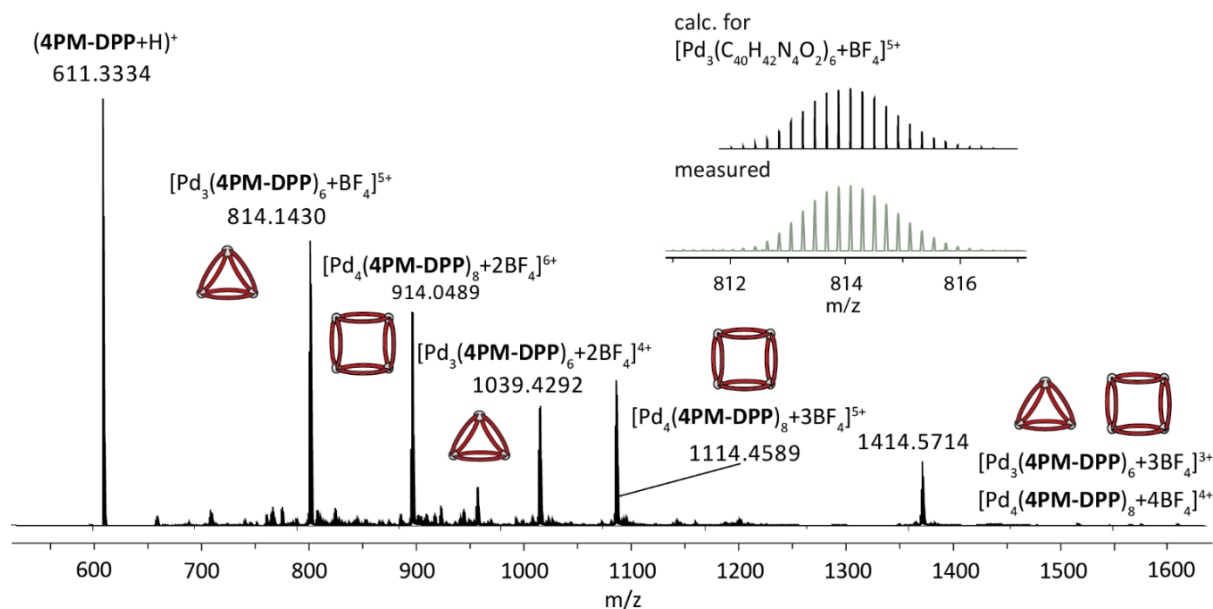 (4PM-DPP+H)⁺
611.3334
[Pd₃(4PM-DPP)₆+BF₄]⁵⁺
814.1430
[Pd₄(4PM-DPP)₈+2BF₄]⁶⁺
914.0489
[Pd₃(4PM-DPP)₆+2BF₄]⁴⁺
1039.4292
[Pd₄(4PM-DPP)₈+3BF₄]⁵⁺
1114.4589
1414.5714
[Pd₃(4PM-DPP)₆+3BF₄]³⁺
[Pd₄(4PM-DPP)₈+4BF₄]⁴⁺
calc. for
[Pd₃(C₄₀H₄₂N₄O₂)₆+BF₄]⁵⁺
measured
812 814 816
m/z
600 700 800 900 1000 1100 1200 1300 1400 1500 1600
m/z